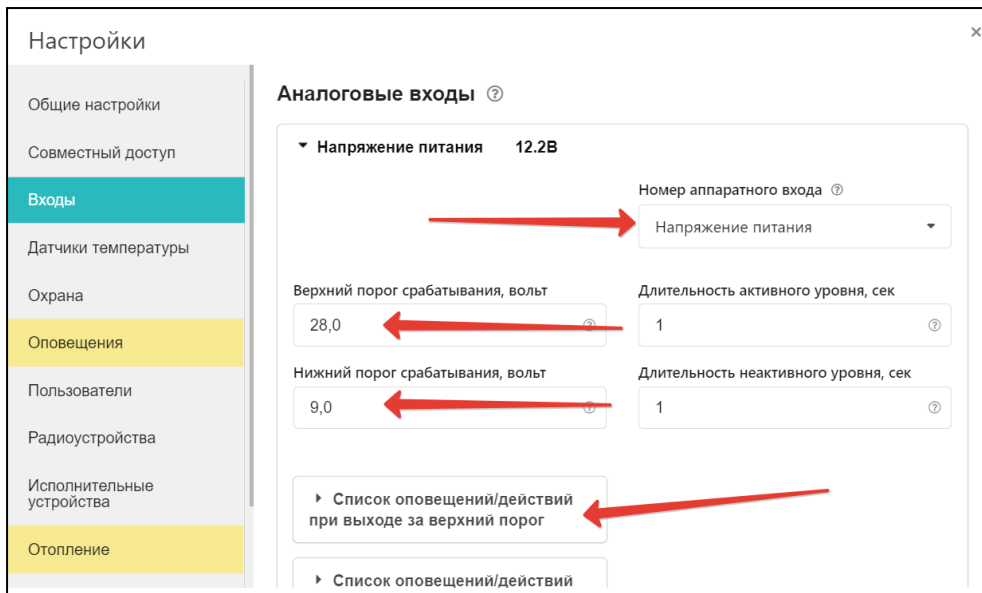 Настройки
Общие настройки
Совместный доступ
Входы
Датчики температуры
Охрана
Оповещения
Пользователи
Радиоустройства
Исполнительные
устройства
Отопление
Аналоговые входы
Напряжение питания 12.2В
Номер аппаратного входа
Напряжение питания
Верхний порог срабатывания, вольт
28,0
Длительность активного уровня, сек
1
Нижний порог срабатывания, вольт
9,0
Длительность неактивного уровня, сек
1
Список оповещений/действий
при выходе за верхний порог
Список оповещений/действий